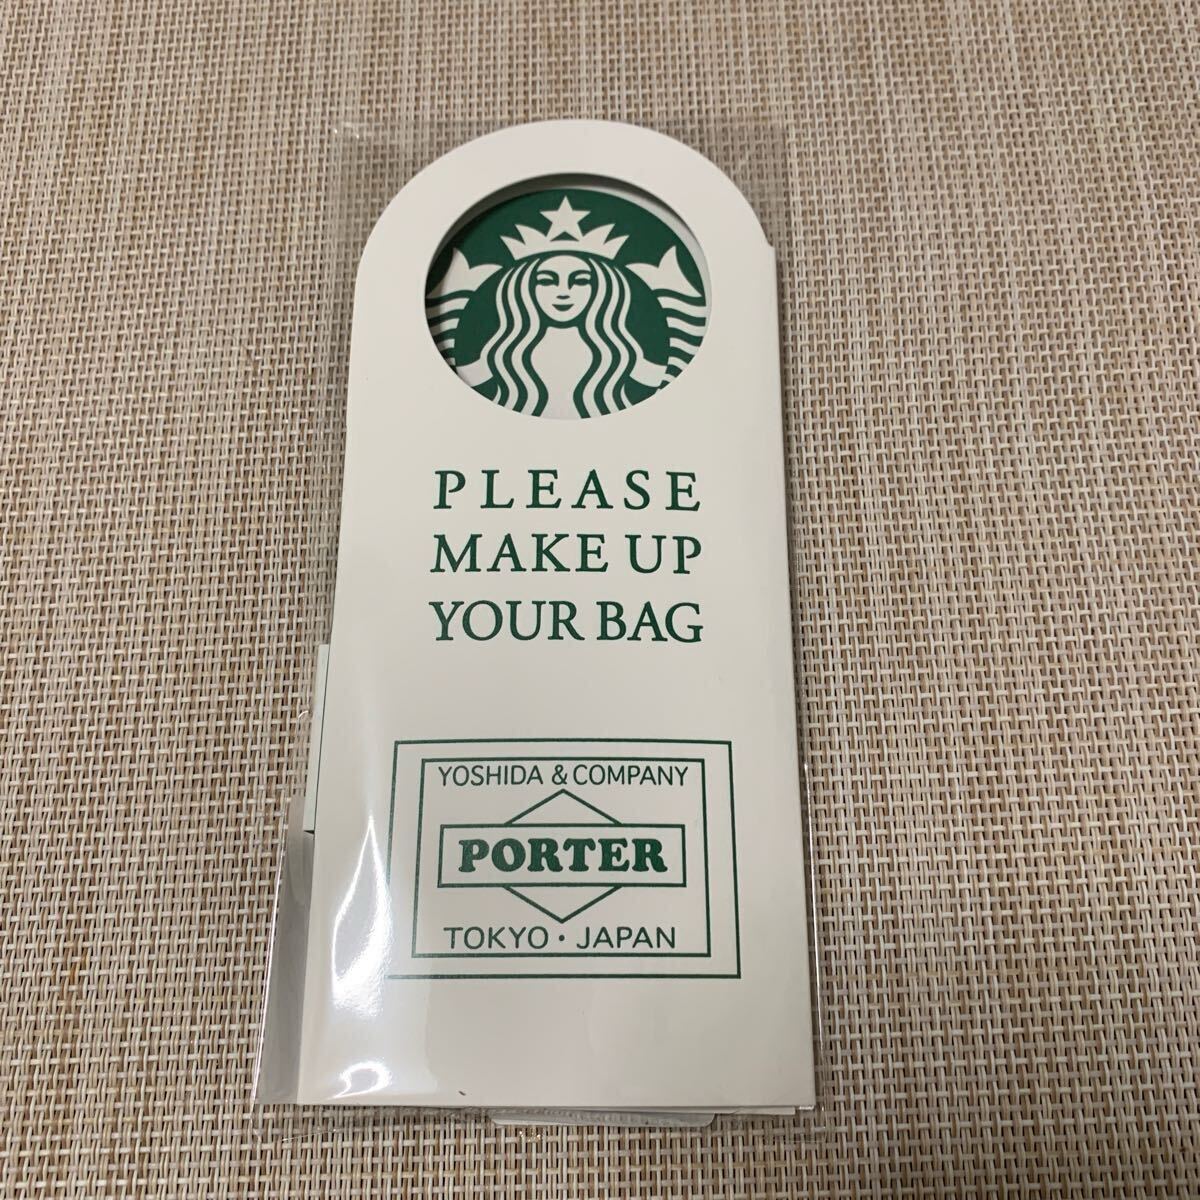 PLEASE
MAKE UP
YOUR BAG
YOSHIDA & COMPANY
PORTER
TOKYO・JAPAN